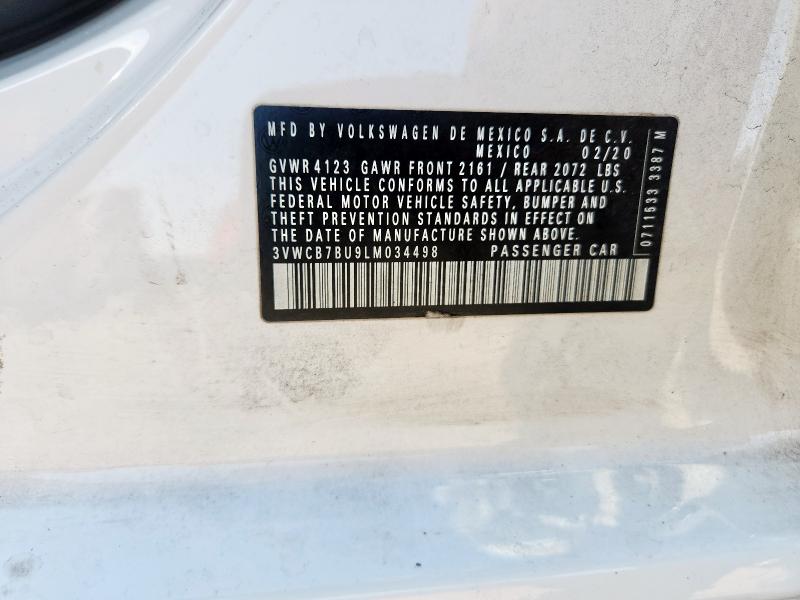 MFD BY VOLKSWAGEN DE MEXICO S.A. DE C.V.
MEXICO 02/20
GVWR 4123 GAWR FRONT 2161 / REAR 2072 LBS
THIS VEHICLE CONFORMS TO ALL APPLICABLE U.S.
FEDERAL MOTOR VEHICLE SAFETY, BUMPER AND
THEFT PREVENTION STANDARDS IN EFFECT ON
THE DATE OF MANUFACTURE SHOWN ABOVE.
3VWCB7BU9LM034498 PASSENGER CAR
0711633 3387 M